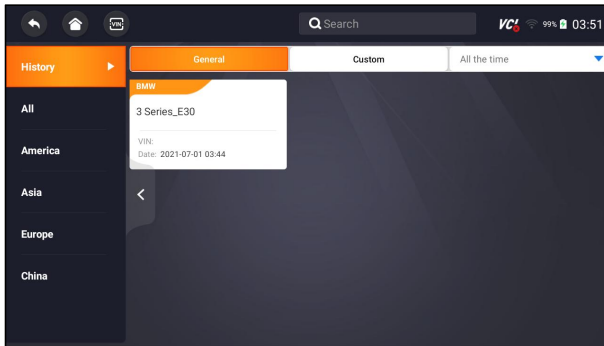 VIN
Search
VCI
99%
03:51
History
General
Custom
All the time
BMW
3 Series_E30
VIN:
Date: 2021-07-01 03:44
All
America
Asia
Europe
China